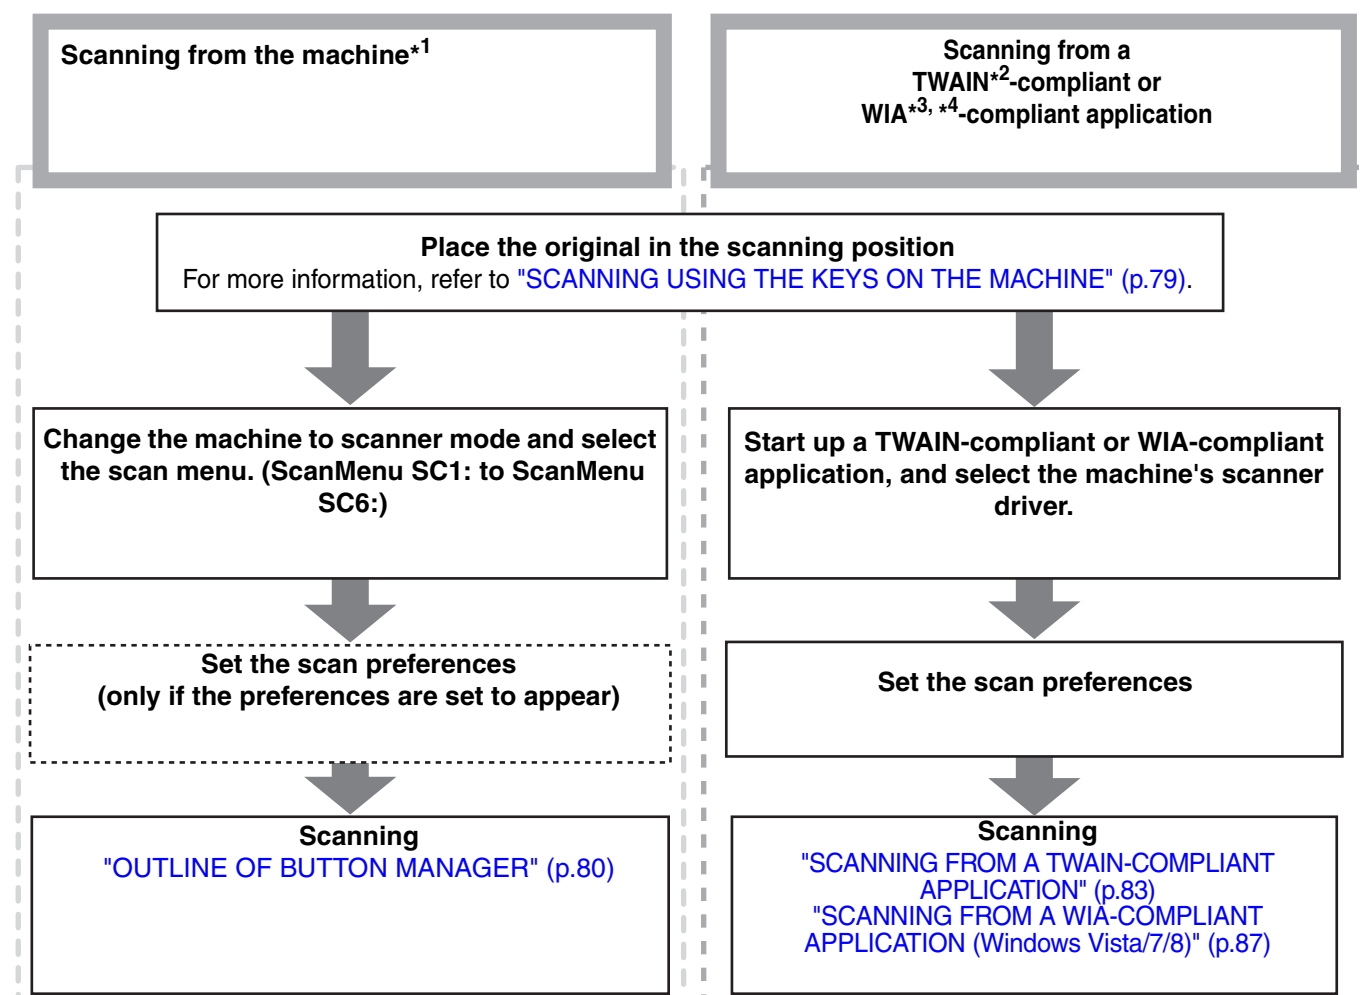 Scanning from the machine*1
Scanning from a
TWAIN*2-compliant or
WIA*3, *4-compliant application
Place the original in the scanning position
For more information, refer to "SCANNING USING THE KEYS ON THE MACHINE" (p.79).
Change the machine to scanner mode and select
the scan menu. (ScanMenu SC1: to ScanMenu
SC6:)
Start up a TWAIN-compliant or WIA-compliant
application, and select the machine's scanner
driver.
Set the scan preferences
(only if the preferences are set to appear)
Set the scan preferences
Scanning
"OUTLINE OF BUTTON MANAGER" (p.80)
Scanning
"SCANNING FROM A TWAIN-COMPLIANT
APPLICATION" (p.83)
"SCANNING FROM A WIA-COMPLIANT
APPLICATION (Windows Vista/7/8)" (p.87)